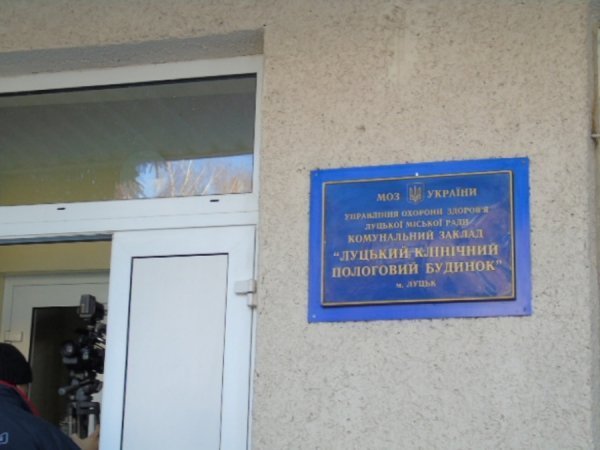 МОЗ УКРАЇНИ
УПРАВЛІННЯ ОХОРОНИ ЗДОРОВ'Я
ЛУЦЬКОЇ МІСЬКОЇ РАДИ
КОМУНАЛЬНИЙ ЗАКЛАД
"ЛУЦЬКИЙ КЛІНІЧНИЙ
ПОЛОГОВИЙ БУДИНОК"
м. ЛУЦЬК